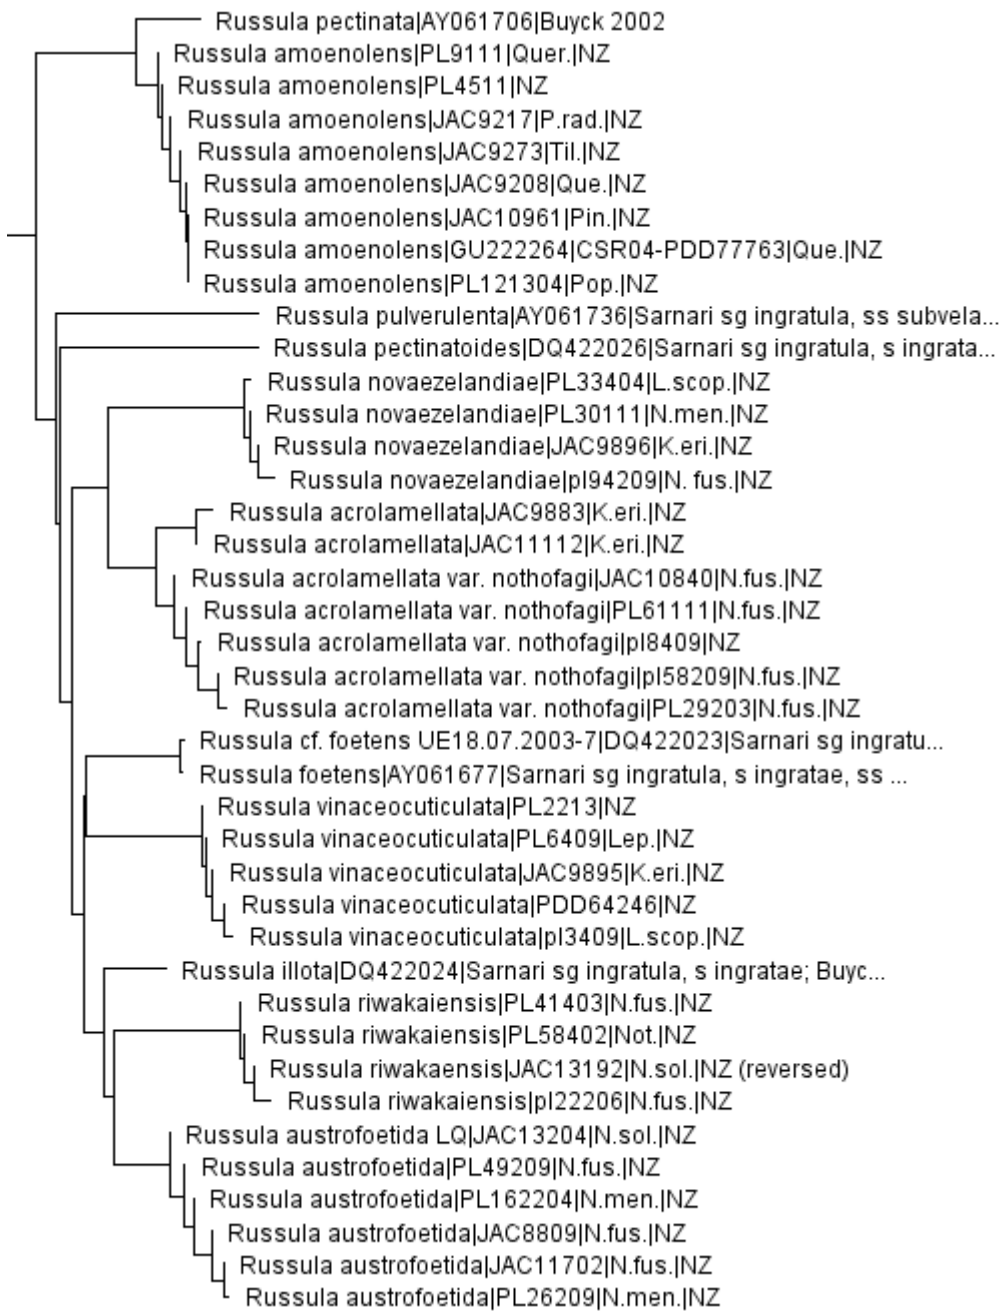 Russula pectinata|AY061706|Buyck 2002
Russula amoenolens|PL9111|Quer.|NZ
Russula amoenolens|PL4511|NZ
Russula amoenolens|JAC9217|P.rad.|NZ
Russula amoenolens|JAC9273|Til.|NZ
Russula amoenolens|JAC9208|Que.|NZ
Russula amoenolens|JAC10961|Pin.|NZ
Russula amoenolens|GU222264|CSR04-PDD77763|Que.|NZ
Russula amoenolens|PL121304|Pop.|NZ
Russula pulverulenta|AY061736|Sarnari sg ingratula, ss subvela...
Russula pectinatoides|DQ422026|Sarnari sg ingratula, s ingrata...
Russula novaezelandiae|PL33404|L.scop.|NZ
Russula novaezelandiae|PL30111|N.men.|NZ
Russula novaezelandiae|JAC9896|K.eri.|NZ
Russula novaezelandiae|pl94209|N. fus.|NZ
Russula acrolamellata|JAC9883|K.eri.|NZ
Russula acrolamellata|JAC11112|K.eri.|NZ
Russula acrolamellata var. nothofagi|JAC10840|N.fus.|NZ
Russula acrolamellata var. nothofagi|PL61111|N.fus.|NZ
Russula acrolamellata var. nothofagi|pl8409|NZ
Russula acrolamellata var. nothofagi|pl58209|N.fus.|NZ
Russula acrolamellata var. nothofagi|PL29203|N.fus.|NZ
Russula cf. foetens UE18.07.2003-7|DQ422023|Sarnari sg ingratu...
Russula foetens|AY061677|Sarnari sg ingratula, s ingratae, ss ...
Russula vinaceocuticulata|PL2213|NZ
Russula vinaceocuticulata|PL6409|Lep.|NZ
Russula vinaceocuticulata|JAC9895|K.eri.|NZ
Russula vinaceocuticulata|PDD64246|NZ
Russula vinaceocuticulata|pl3409|L.scop.|NZ
Russula illota|DQ422024|Sarnari sg ingratula, s ingratae; Buyc...
Russula riwakaiensis|PL41403|N.fus.|NZ
Russula riwakaiensis|PL58402|Not.|NZ
Russula riwakaensis|JAC13192|N.sol.|NZ (reversed)
Russula riwakaiensis|pl22206|N.fus.|NZ
Russula austrofoetida LQ|JAC13204|N.sol.|NZ
Russula austrofoetida|PL49209|N.fus.|NZ
Russula austrofoetida|PL162204|N.men.|NZ
Russula austrofoetida|JAC8809|N.fus.|NZ
Russula austrofoetida|JAC11702|N.fus.|NZ
Russula austrofoetida|PL26209|N.men.|NZ